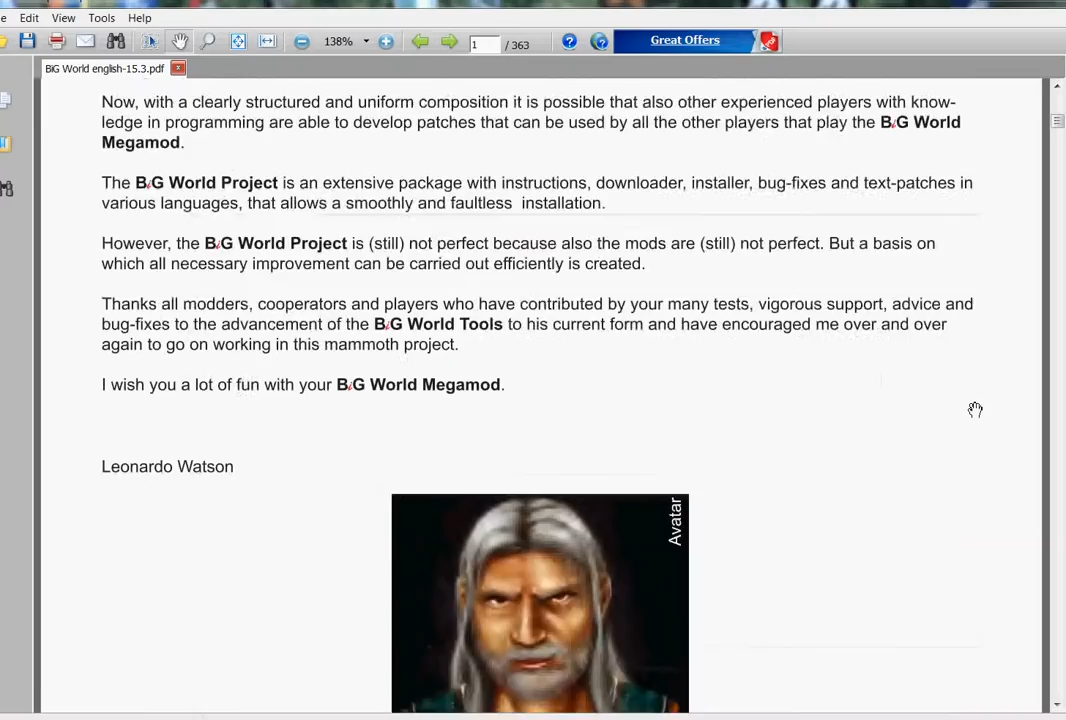 Edit View Tools Help
138% 1 / 363 ? Great Offers
BiG World english-15.3.pdf x
Now, with a clearly structured and uniform composition it is possible that also other experienced players with know-
ledge in programming are able to develop patches that can be used by all the other players that play the BiG World
Megamod.
The BiG World Project is an extensive package with instructions, downloader, installer, bug-fixes and text-patches in
various languages, that allows a smoothly and faultless installation.
However, the BiG World Project is (still) not perfect because also the mods are (still) not perfect. But a basis on
which all necessary improvement can be carried out efficiently is created.
Thanks all modders, cooperators and players who have contributed by your many tests, vigorous support, advice and
bug-fixes to the advancement of the BiG World Tools to his current form and have encouraged me over and over
again to go on working in this mammoth project.
I wish you a lot of fun with your BiG World Megamod.
Leonardo Watson
Avatar